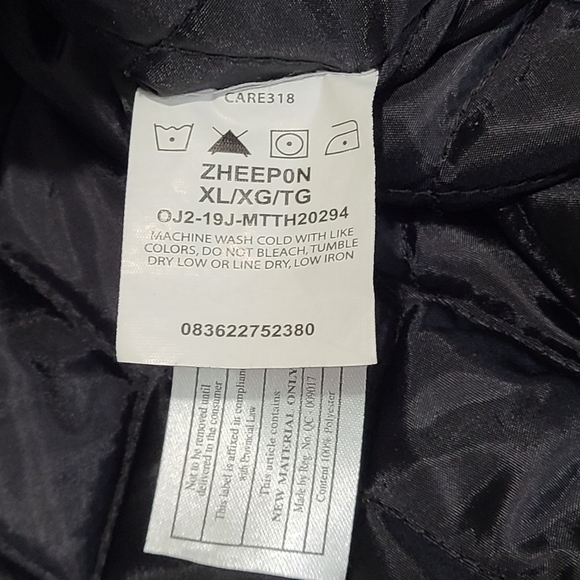 CARE318
ZHEEP0N
XL/XG/TG
OJ2-19J-MTTH20294
MACHINE WASH COLD WITH LIKE
COLORS, DO NOT BLEACH, TUMBLE
DRY LOW OR LINE DRY, LOW IRON
083622752380
Not to be removed until
delivered to the consumer
This label is affixed in complian
with Provincial Law
This article contains
NEW MATERIAL ONLY
Made by Reg. No. QC - 009017
Content 100% Polyester